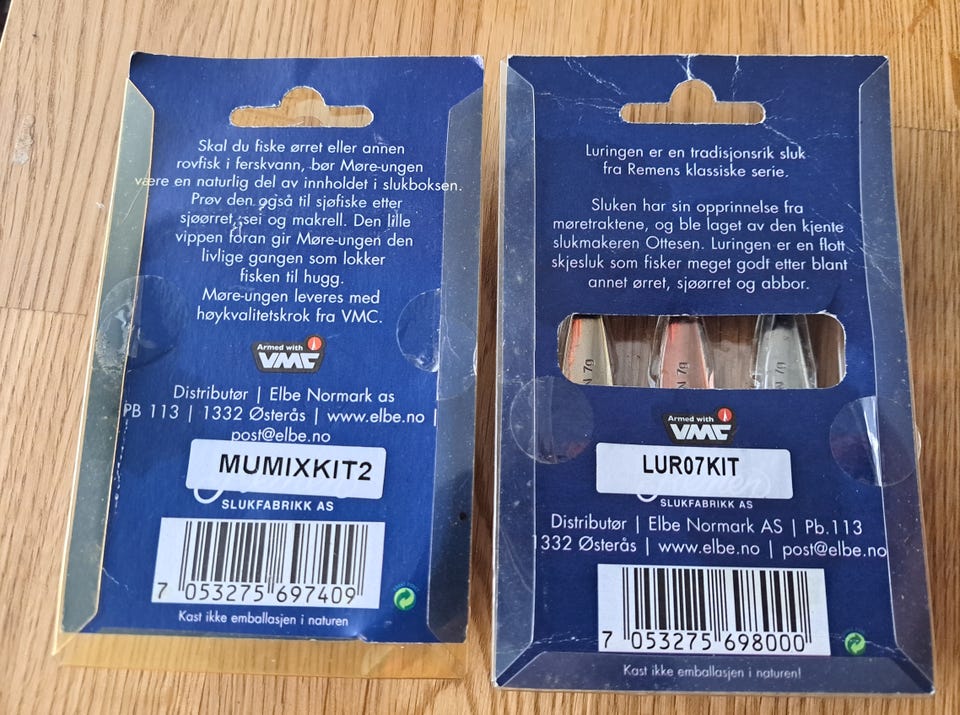 Skal du fiske ørret eller annen
rovfisk i ferskvann, bør Møre-ungen
være en naturlig del av innholdet i slukboksen.
Prøv den også til sjøfiske etter
sjøørret, sei og makrell. Den lille
vippen foran gir Møre-ungen den
livlige gangen som lokker
fisken til hugg.
Møre-ungen leveres med
høykvalitetskrok fra VMC.
Armed with
VMC
Distributør | Elbe Normark as
PB 113 | 1332 Østerås | www.elbe.no |
post@elbe.no
MUMIXKIT2
SLUKFABRIKK AS
7 053275 697409
Kast ikke emballasjen i naturen
Luringen er en tradisjonsrik sluk
fra Remens klassiske serie.
Sluken har sin opprinnelse fra
møretraktene, og ble laget av den kjente
slukmakeren Ottesen. Luringen er en flott
skjesluk som fisker meget godt etter blant
annet ørret, sjøørret og abbor.
7g
N 7g
N 7g
Armed with
VMC
LUR07KIT
SLUKFABRIKK AS
Distributør | Elbe Normark AS | Pb.113
1332 Østerås | www.elbe.no | post@elbe.no
7 053275 698000
Kast ikke emballasjen i naturen!